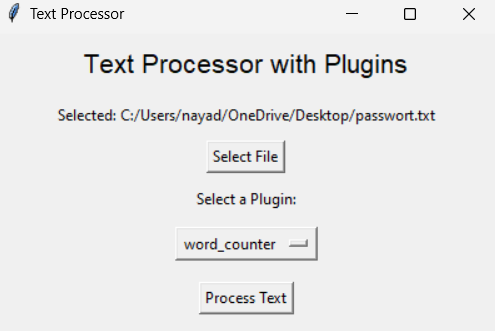 Text Processor
Text Processor with Plugins
Selected: C:/Users/nayad/OneDrive/Desktop/passwort.txt
Select File
Select a Plugin:
word_counter
Process Text